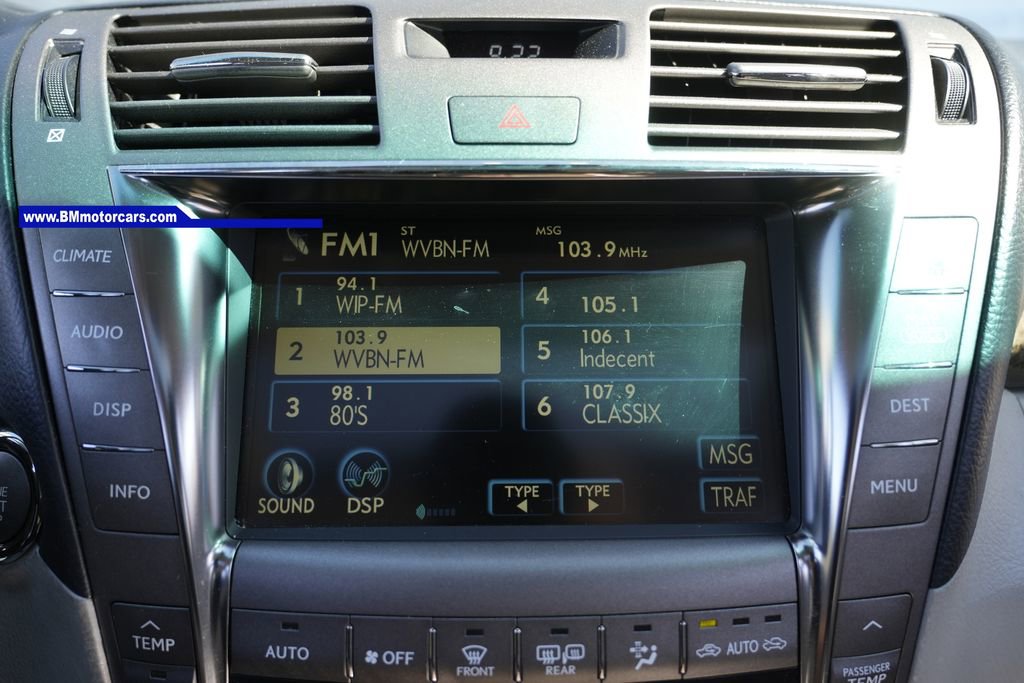 9:33
www.BMmotorcars.com
CLIMATE
AUDIO
DISP
INFO
FM1 ST WVBN-FM MSG 103.9 MHz
1 94.1 WIP-FM
2 103.9 WVBN-FM
3 98.1 80'S
4 105.1
5 106.1 Indecent
6 107.9 CLASSIX
MSG
SOUND DSP TYPE TYPE TRAF
DEST
MENU
TEMP
AUTO
OFF
FRONT
REAR
AUTO
PASSENGER
TEMP